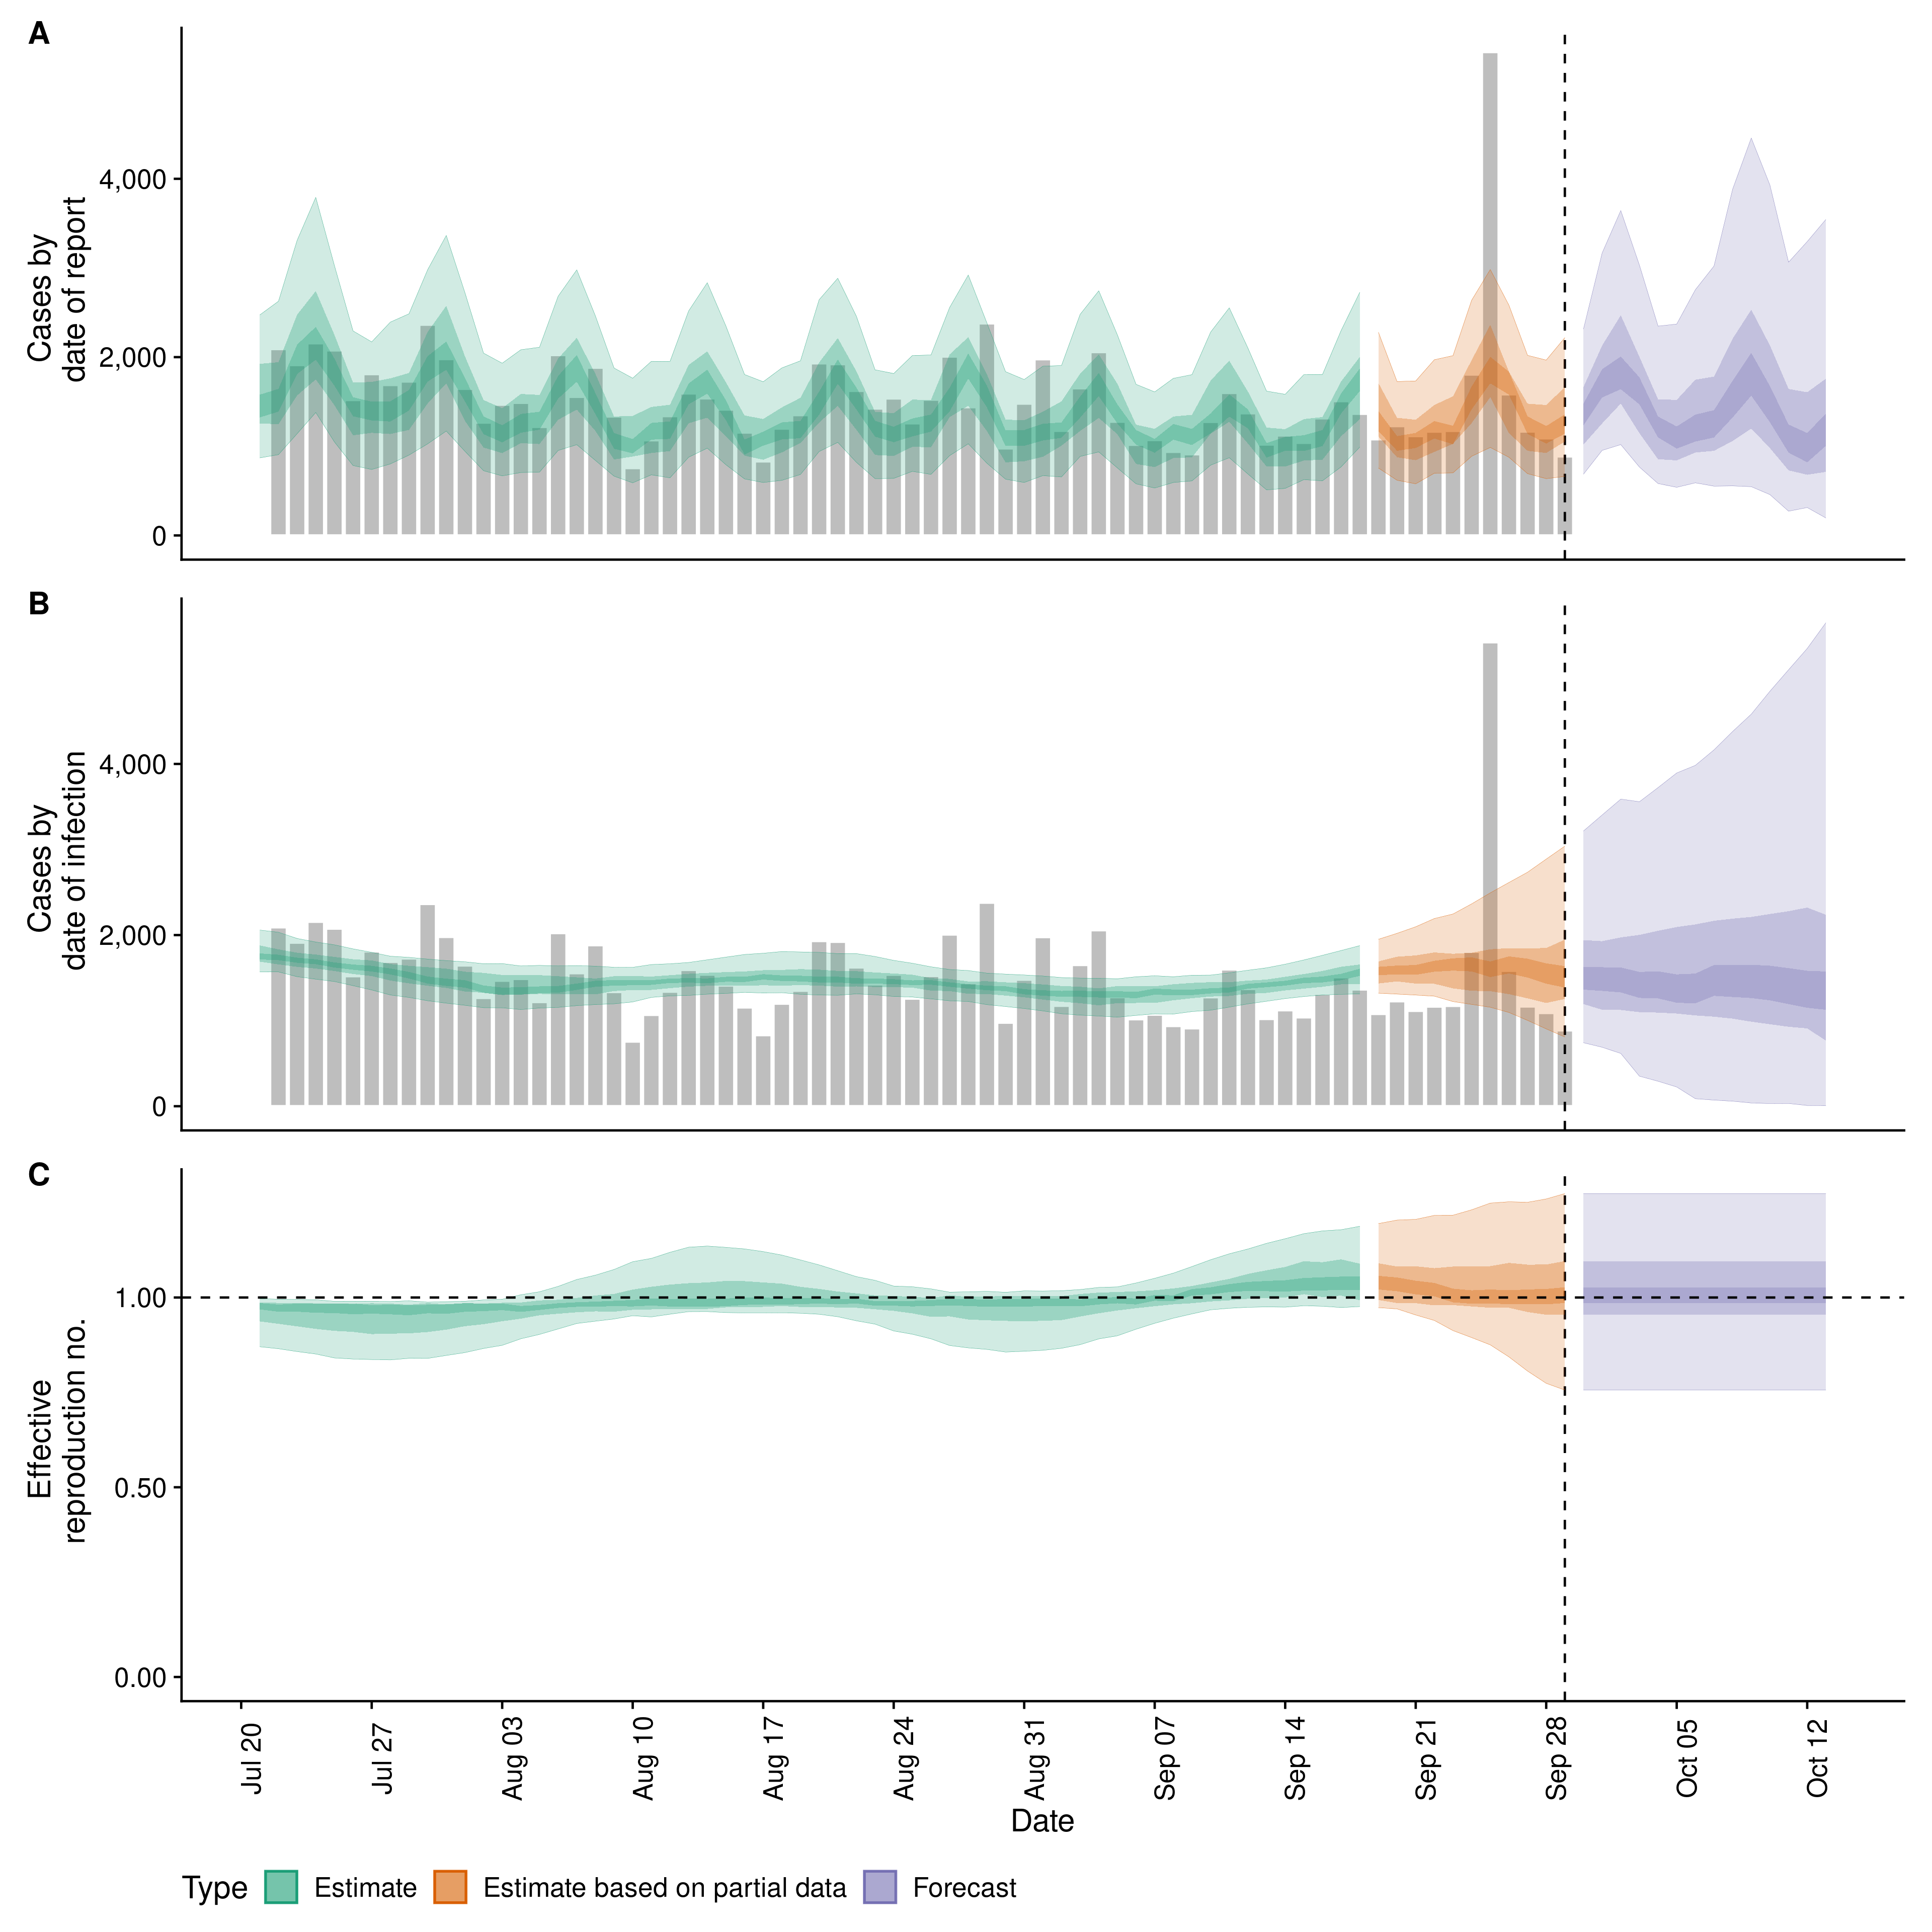 A
Cases by
date of report
4,000
2,000
0
B
Cases by
date of infection
4,000
2,000
0
C
Effective
reproduction no.
1.00
0.50
0.00
Jul 20
Jul 27
Aug 03
Aug 10
Aug 17
Aug 24
Aug 31
Sep 07
Sep 14
Sep 21
Sep 28
Oct 05
Oct 12
Date
Type Estimate Estimate based on partial data Forecast